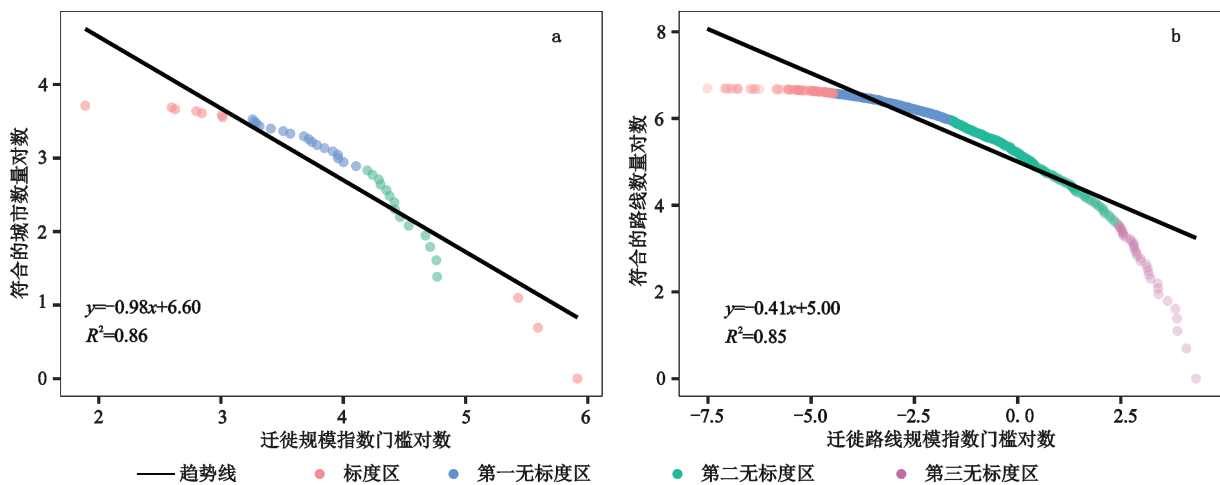 a
符合的城市数量对数
4
3
2
1
0
y=-0.98x+6.60
R²=0.86
2
3
4
5
6
迁徙规模指数门槛对数
b
符合的路线数量对数
8
6
4
2
0
y=-0.41x+5.00
R²=0.85
-7.5
-5.0
-2.5
0.0
2.5
迁徙路线规模指数门槛对数
趋势线 标度区 第一无标度区 第二无标度区 第三无标度区